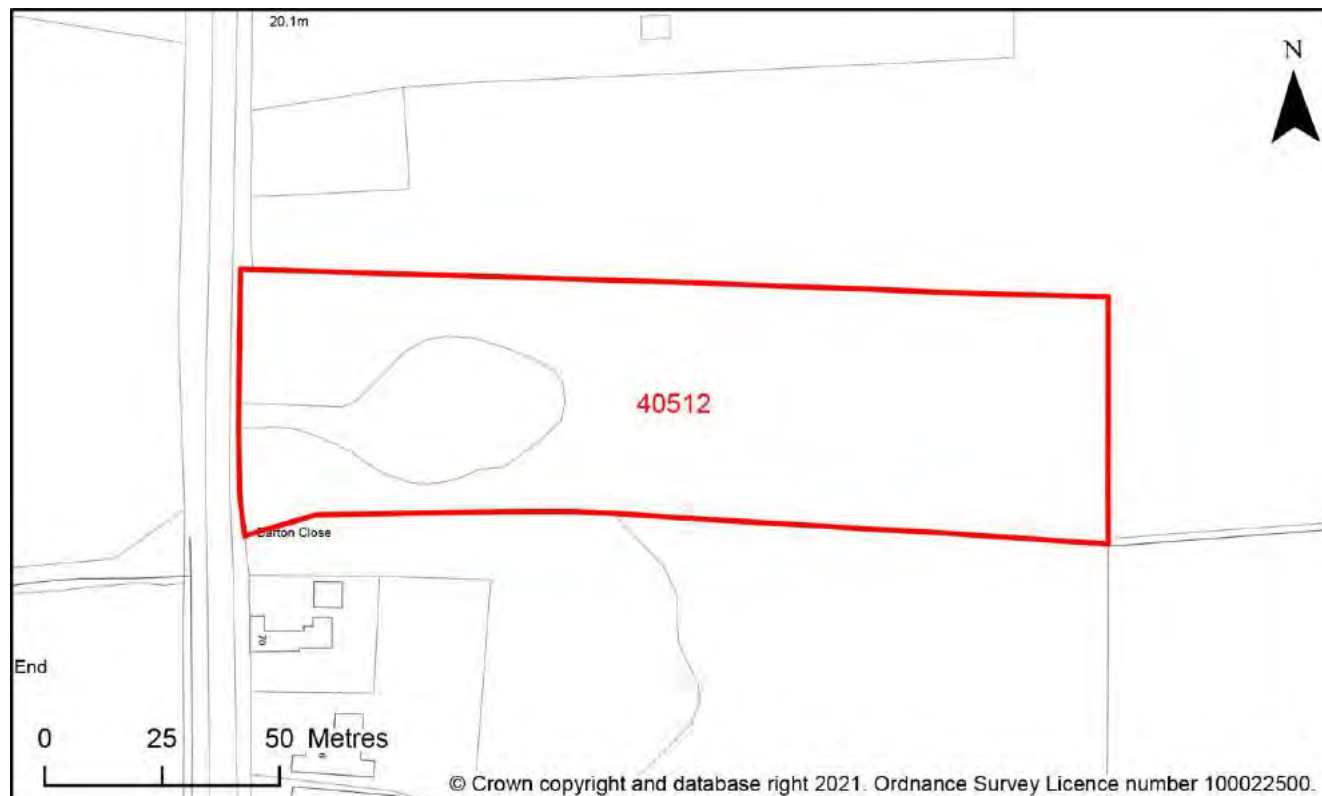 20.1m
N
40512
Garton Close
70
End
0 25 50 Metres
© Crown copyright and database right 2021. Ordnance Survey Licence number 100022500.